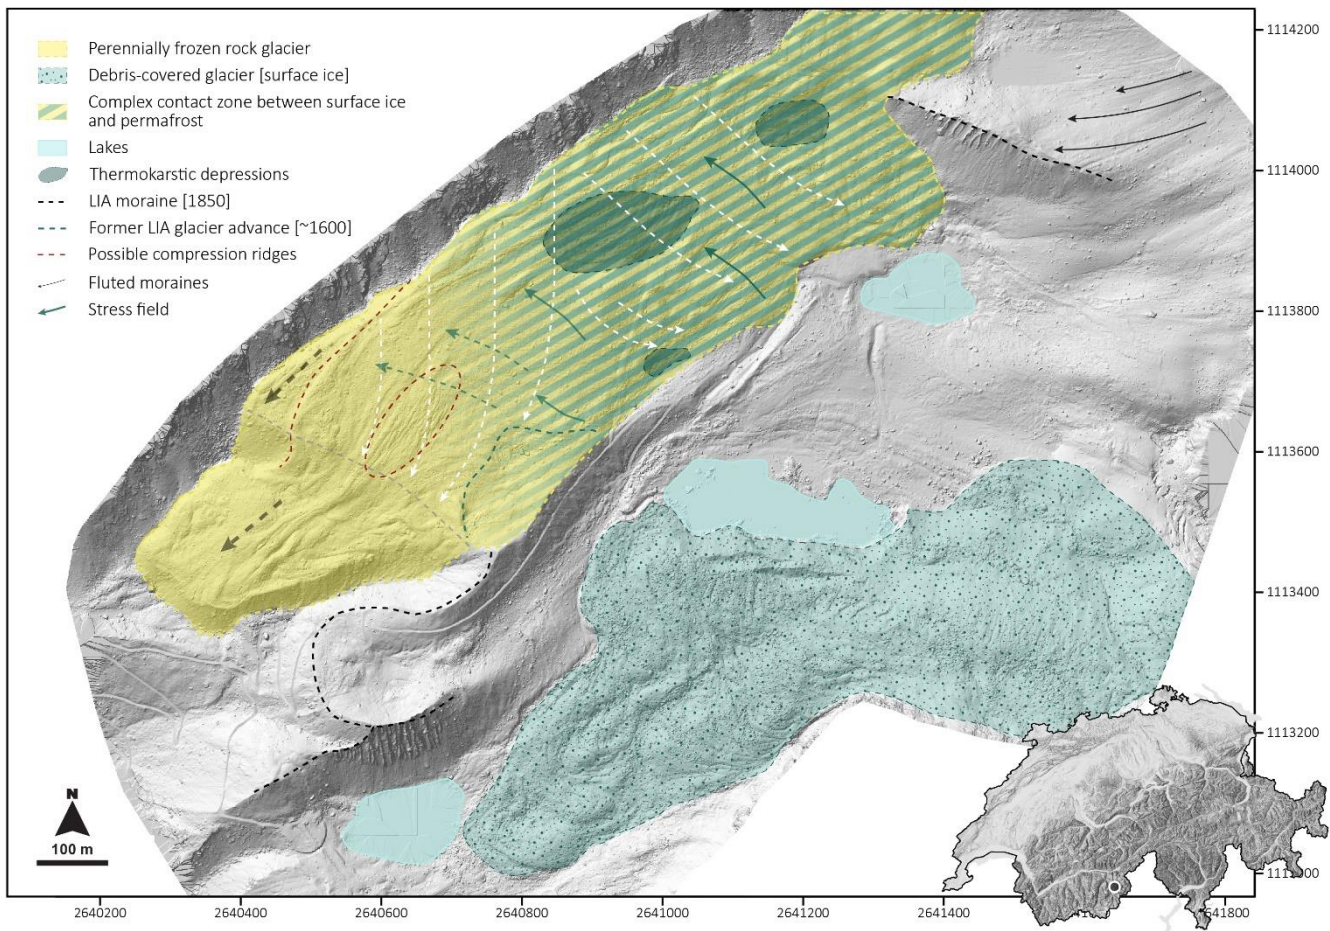 Perennially frozen rock glacier
Debris-covered glacier [surface ice]
Complex contact zone between surface ice
and permafrost
Lakes
Thermokarstic depressions
LIA moraine [1850]
Former LIA glacier advance [~1600]
Possible compression ridges
Fluted moraines
Stress field
1114200
1114000
1113800
1113600
1113400
1113200
N
100 m
2640200
2640400
2640600
2640800
2641000
2641200
2641400
641800